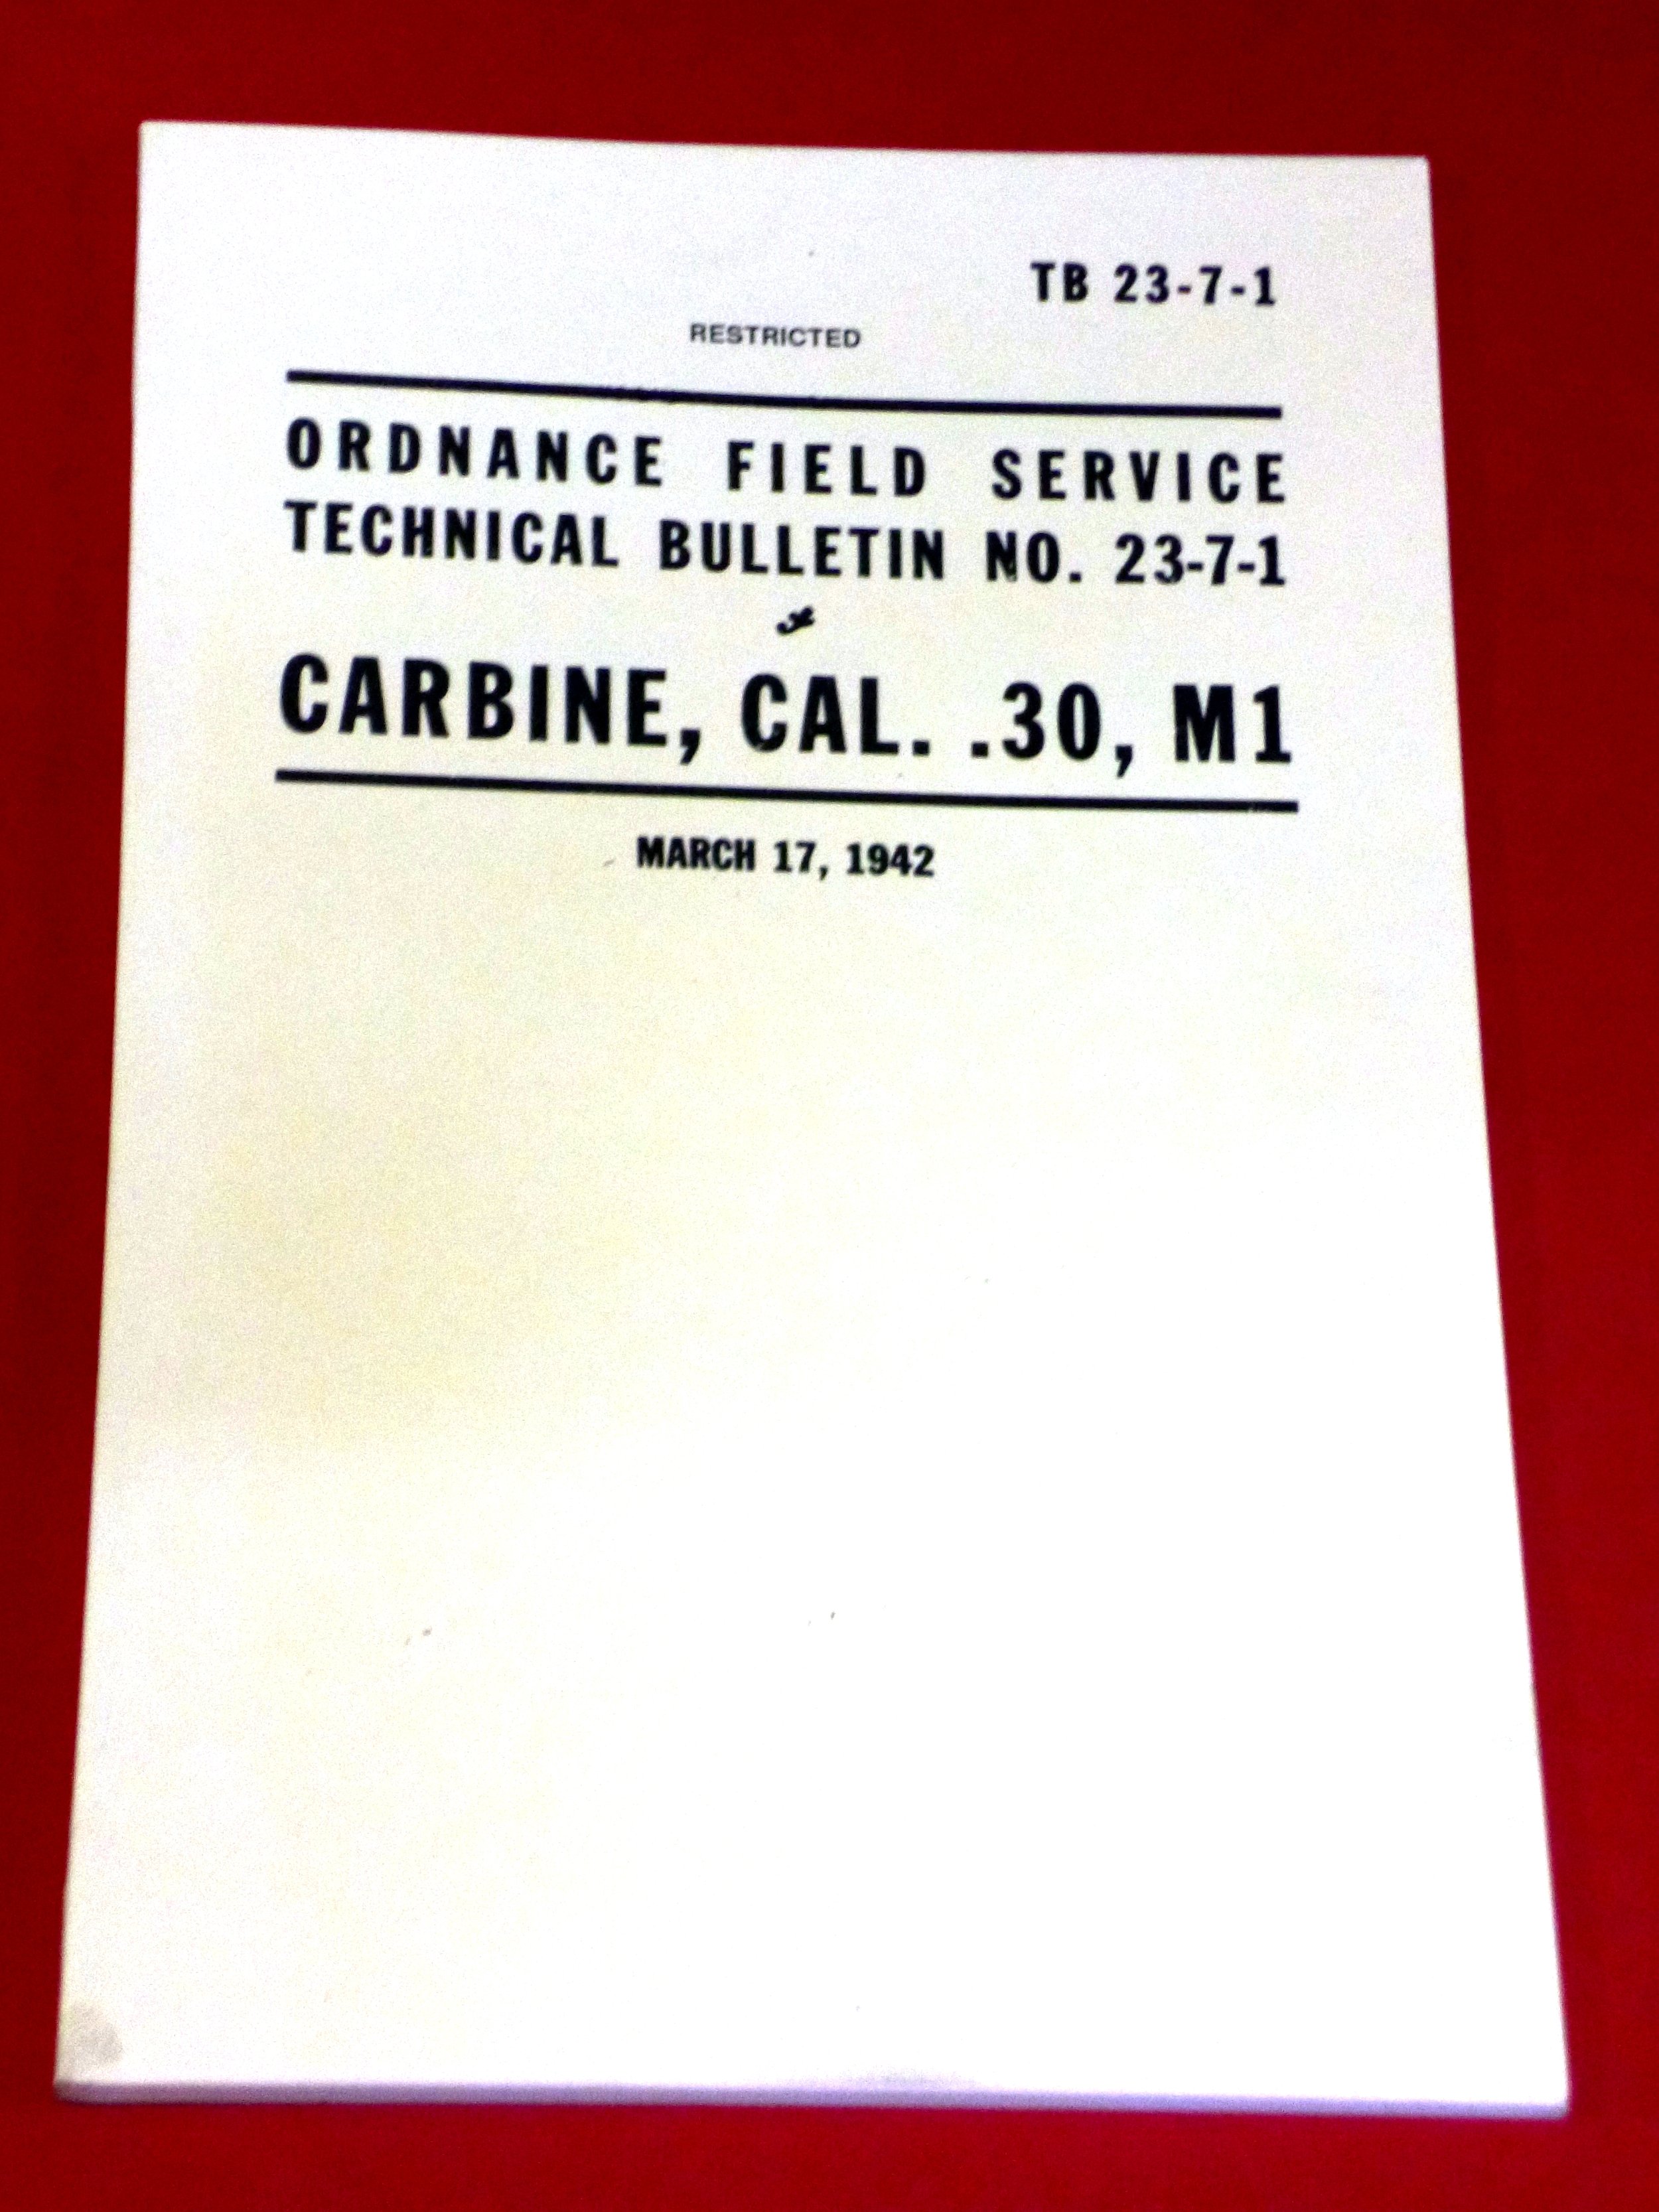 TB 23-7-1
RESTRICTED
ORDNANCE FIELD SERVICE
TECHNICAL BULLETIN NO. 23-7-1
CARBINE, CAL. .30, M1
MARCH 17, 1942